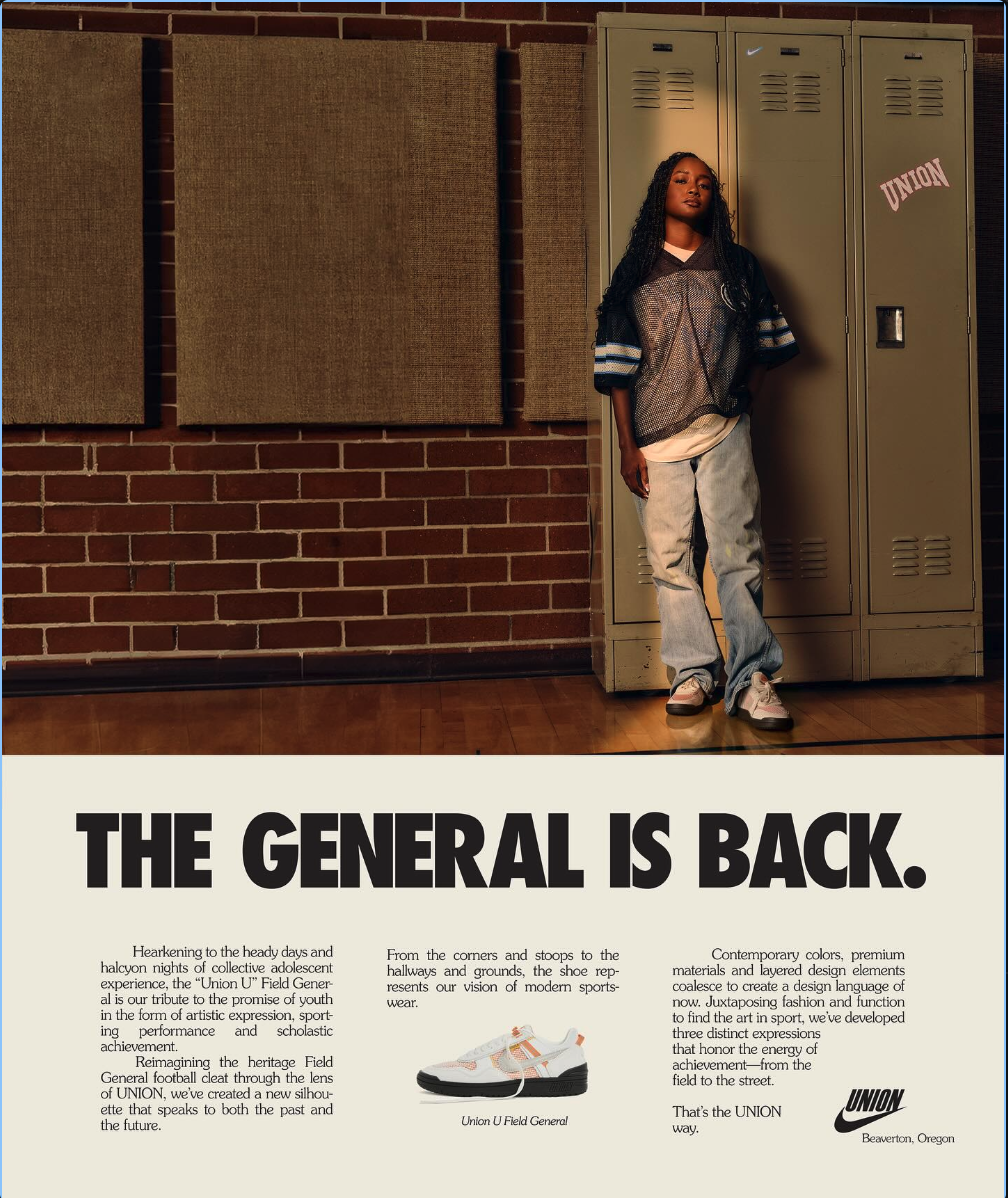 UNION
THE GENERAL IS BACK.
Hearkening to the heady days and
halcyon nights of collective adolescent
experience, the “Union U” Field Gener-
al is our tribute to the promise of youth
in the form of artistic expression, sport-
ing performance and scholastic
achievement.
Reimagining the heritage Field
General football cleat through the lens
of UNION, we’ve created a new silhou-
ette that speaks to both the past and
the future.
From the corners and stoops to the
hallways and grounds, the shoe rep-
resents our vision of modern sports-
wear.
Union U Field General
Contemporary colors, premium
materials and layered design elements
coalesce to create a design language of
now. Juxtaposing fashion and function
to find the art in sport, we’ve developed
three distinct expressions
that honor the energy of
achievement—from the
field to the street.
That’s the UNION
way.
UNION
Beaverton, Oregon